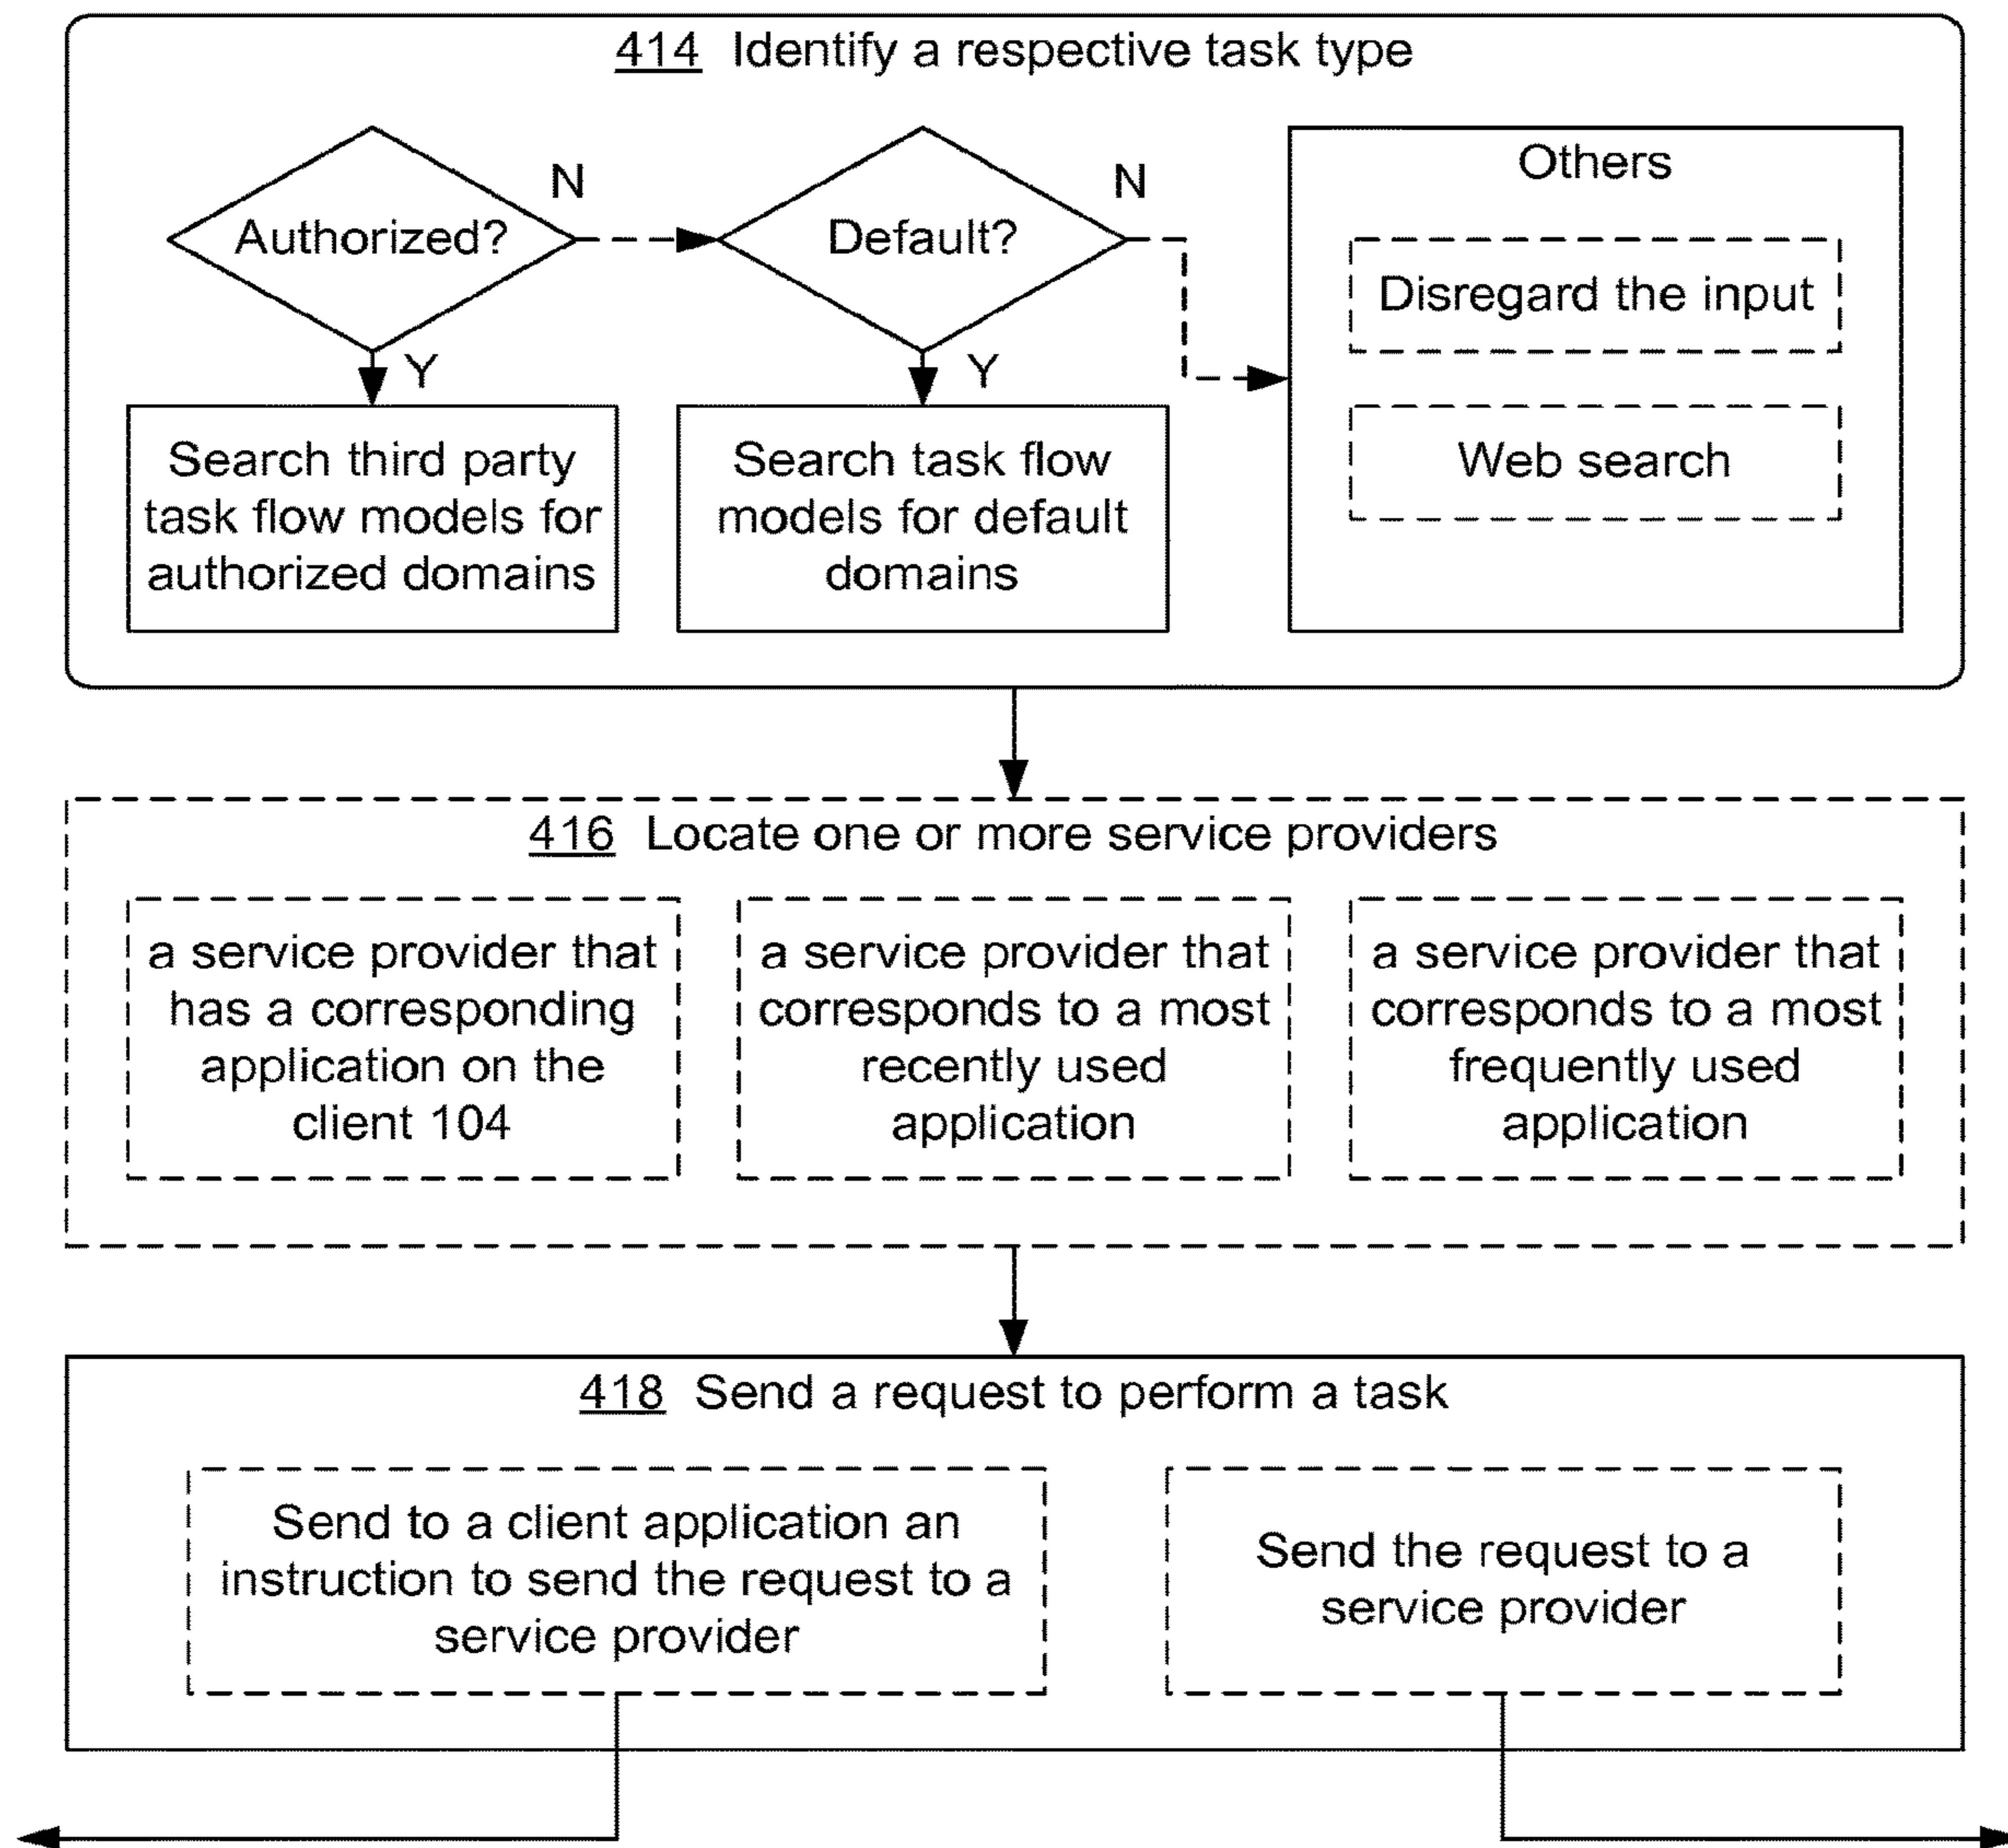 414 Identify a respective task type
Authorized?
N
Y
Default?
N
Y
Search third party
task flow models for
authorized domains
Search task flow
models for default
domains
Others
Disregard the input
Web search
416 Locate one or more service providers
a service provider that
has a corresponding
application on the
client 104
a service provider that
corresponds to a most
recently used
application
a service provider that
corresponds to a most
frequently used
application
418 Send a request to perform a task
Send to a client application an
instruction to send the request to a
service provider
Send the request to a
service provider